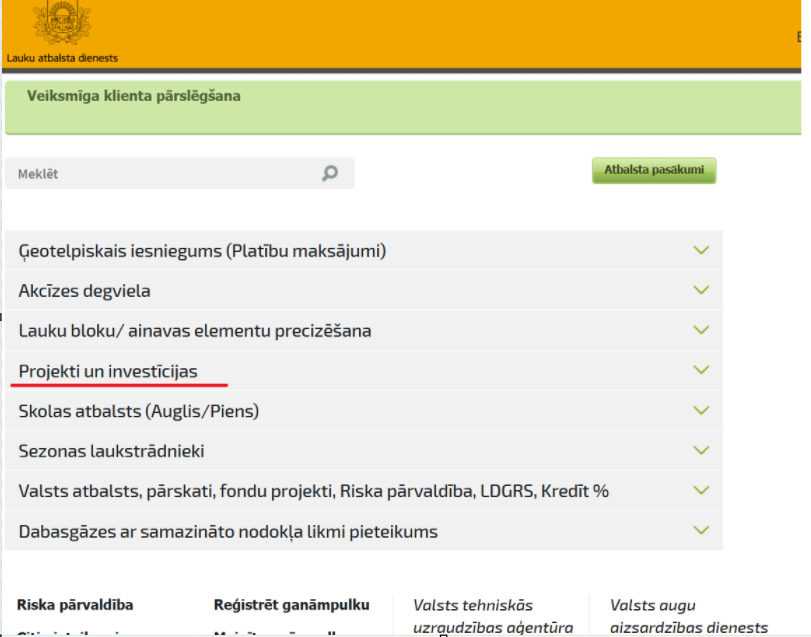 Lauku atbalsta dienests
E
Veiksmīga klienta pārslēgšana
Meklēt
Atbalsta pasākumi
Ģeotelpiskais iesniegums (Platību maksājumi)
Akcīzes degviela
Lauku bloku/ ainavas elementu precizēšana
Projekti un investīcijas
Skolas atbalsts (Auglis/Piens)
Sezonas laukstrādnieki
Valsts atbalsts, pārskati, fondu projekti, Riska pārvaldība, LDGRS, Kredīt %
Dabasgāzes ar samazināto nodokļa likmi pieteikums
Riska pārvaldība
Reģistrēt ganāmpulku
Valsts tehniskās
uzraudzības aģentūra
Valsts augu
aizsardzības dienests